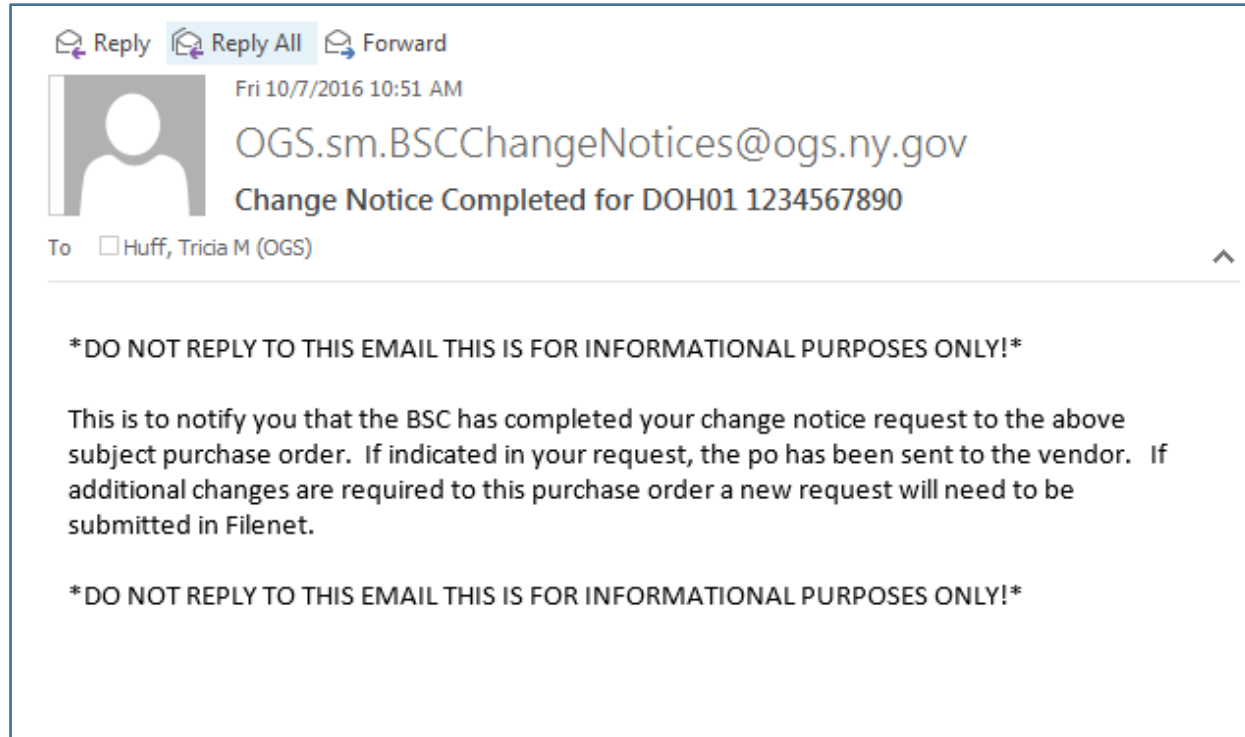 Reply Reply All Forward
Fri 10/7/2016 10:51 AM
OGS.sm.BSCChangeNotices@ogs.ny.gov
Change Notice Completed for DOH01 1234567890
To Huff, Tricia M (OGS)
*DO NOT REPLY TO THIS EMAIL THIS IS FOR INFORMATIONAL PURPOSES ONLY!*
This is to notify you that the BSC has completed your change notice request to the above
subject purchase order.  If indicated in your request, the po has been sent to the vendor.   If
additional changes are required to this purchase order a new request will need to be
submitted in Filenet.
*DO NOT REPLY TO THIS EMAIL THIS IS FOR INFORMATIONAL PURPOSES ONLY!*